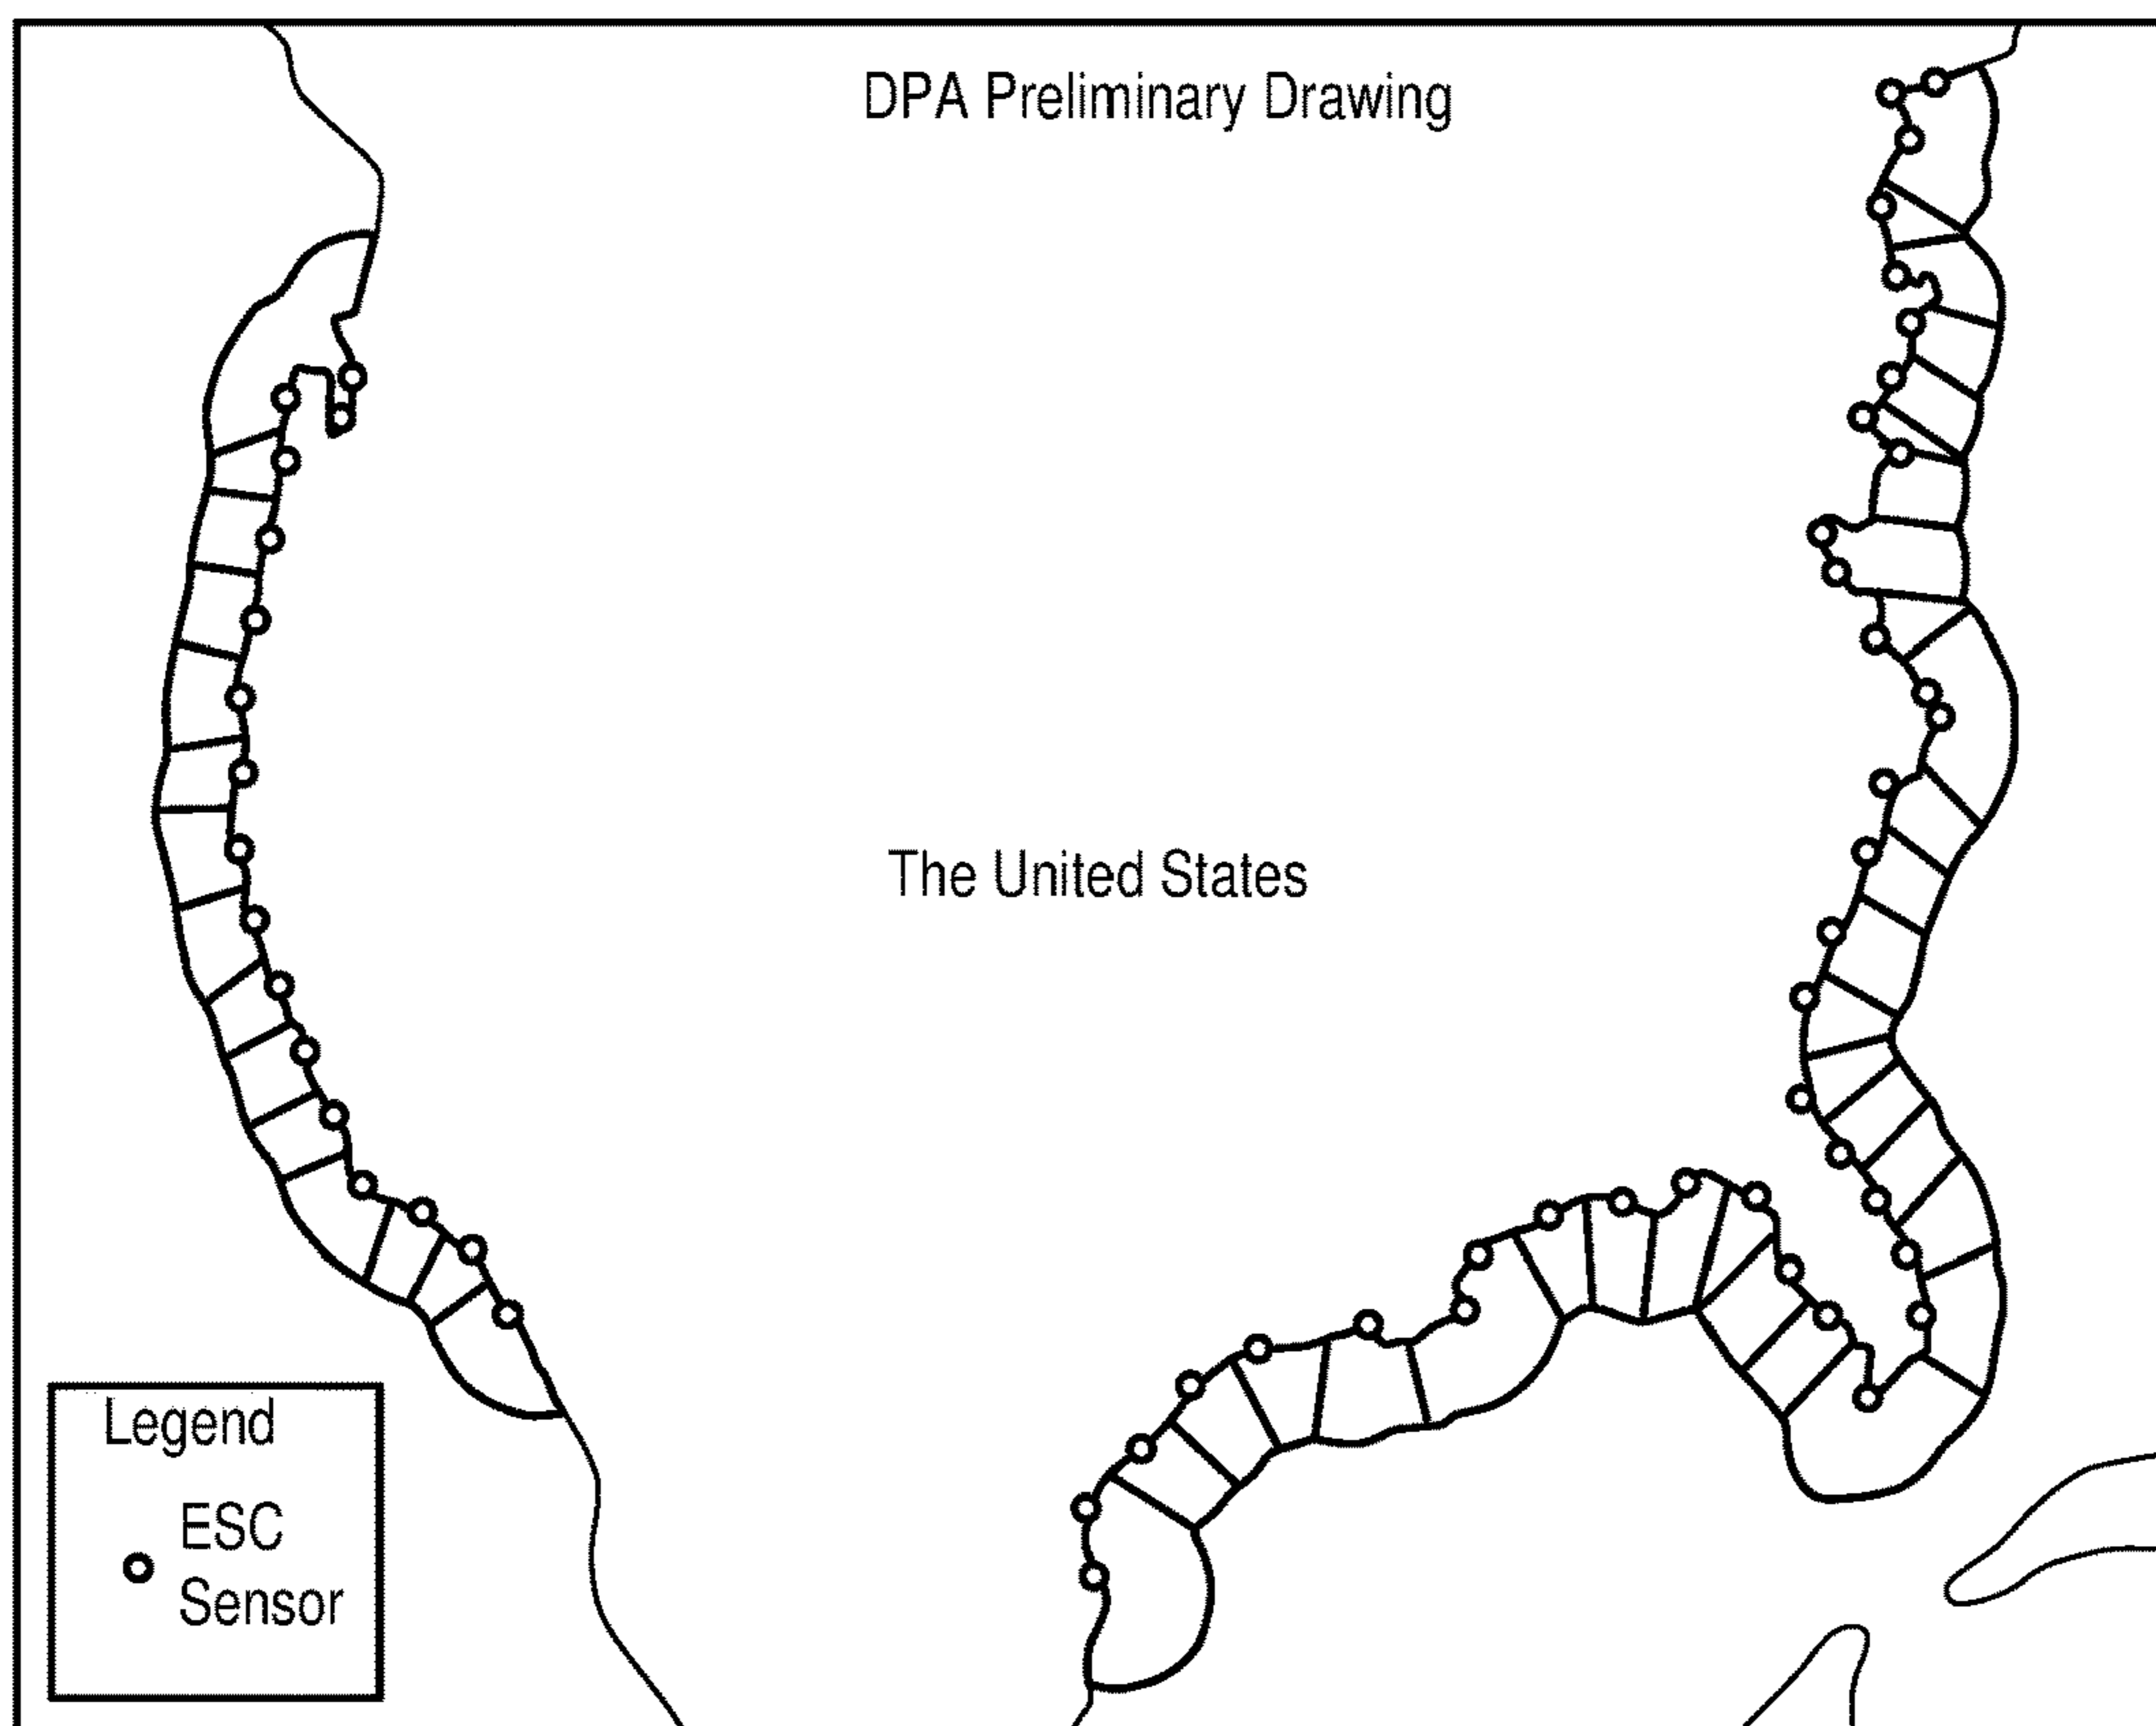 DPA Preliminary Drawing
The United States
Legend
ESC
Sensor